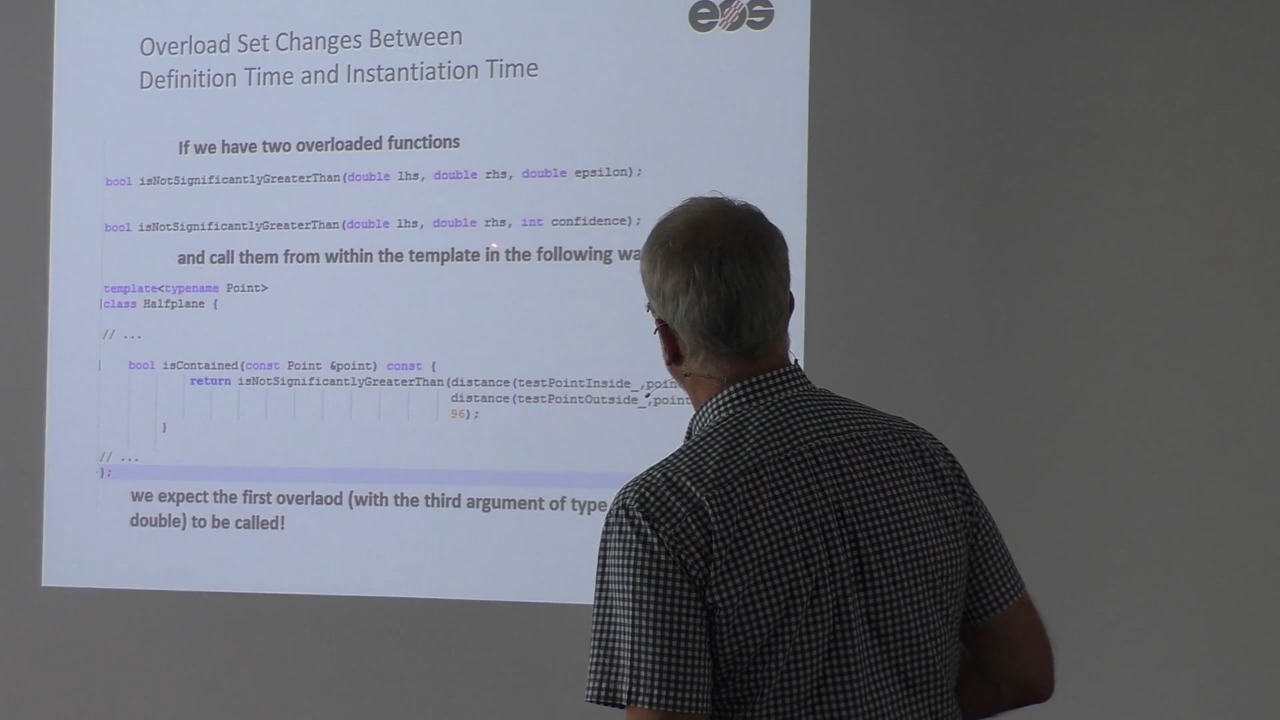 eos
Overload Set Changes Between
Definition Time and Instantiation Time
If we have two overloaded functions
bool isNotSignificantlyGreaterThan(double lhs, double rhs, double epsilon);
bool isNotSignificantlyGreaterThan(double lhs, double rhs, int confidence);
and call them from within the template in the following wa
template<typename Point>
class Halfplane {
// ...
bool isContained(const Point &point) const {
return isNotSignificantlyGreaterThan(distance(testPointInside_,poin
distance(testPointOutside_,point
96);
}
// ...
};
we expect the first overlaod (with the third argument of type
double) to be called!